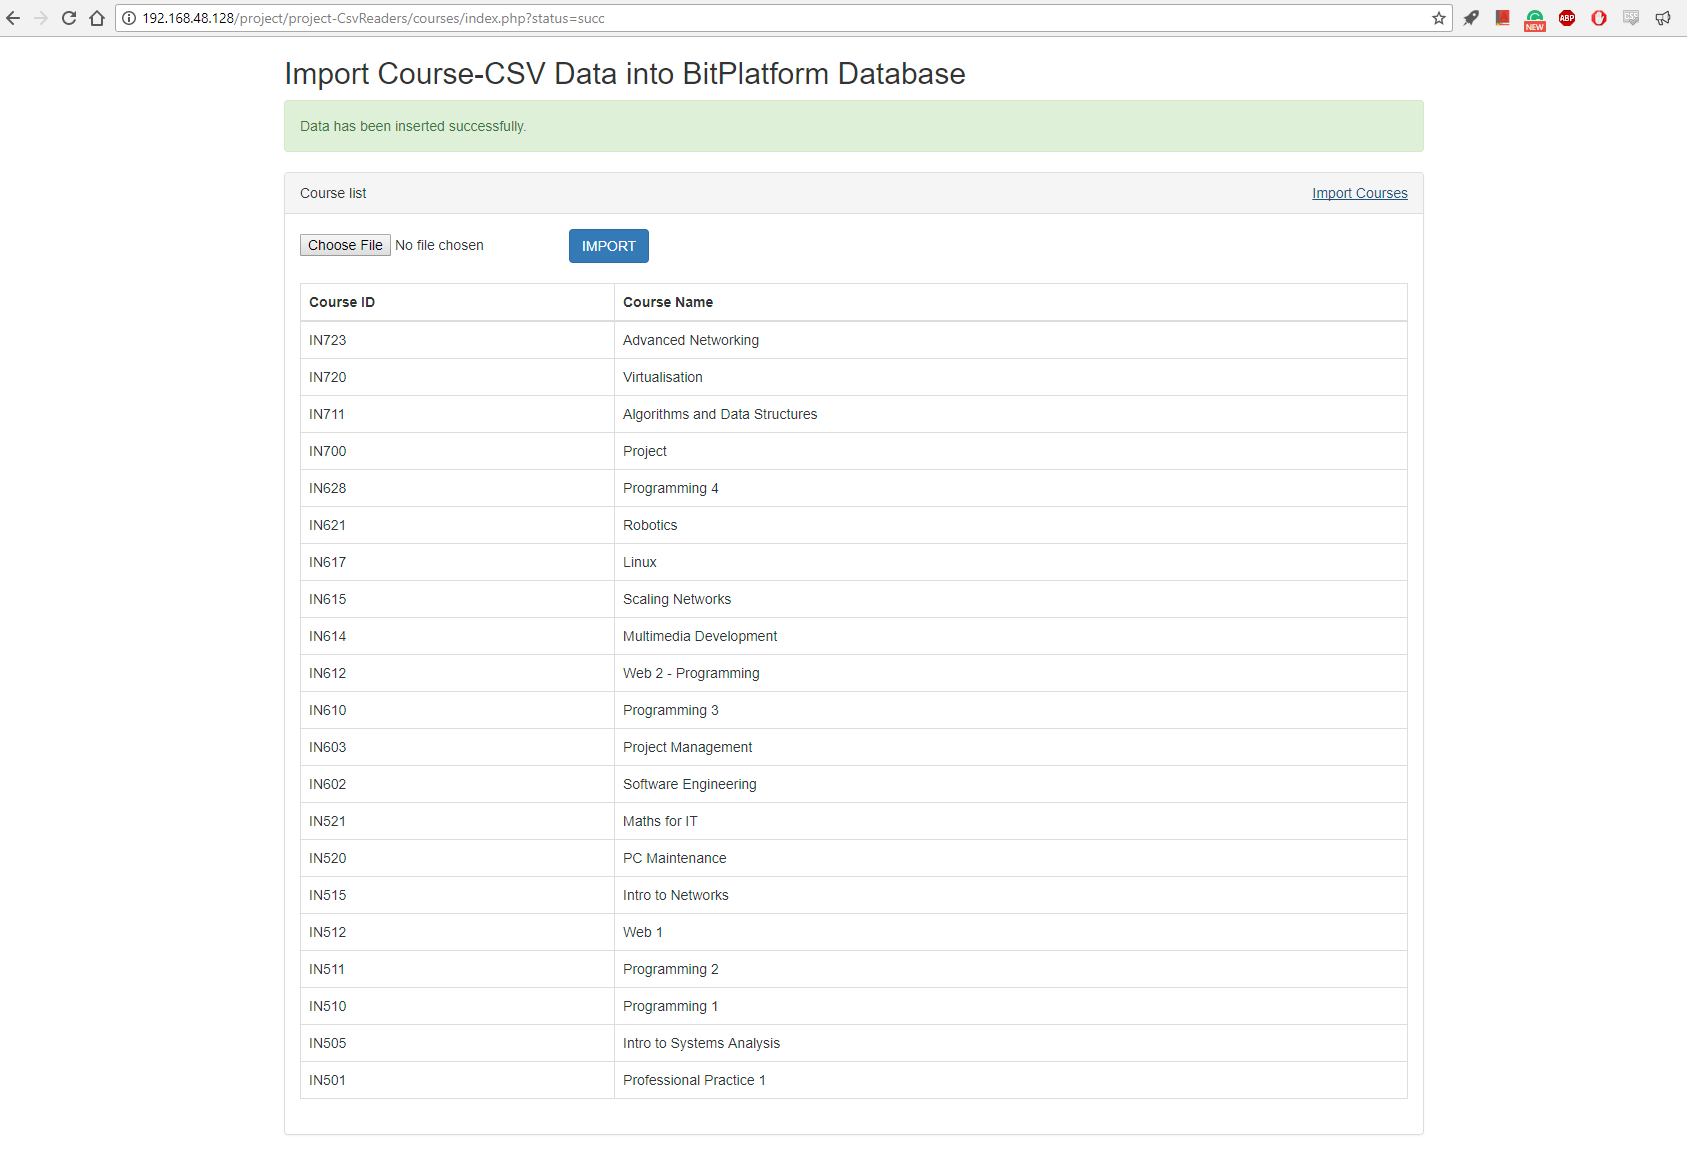 192.168.48.128/project/project-CsvReaders/courses/index.php?status=succ
NEW
ABP
CSS
Import Course-CSV Data into BitPlatform Database
Data has been inserted successfully.
Course list Import Courses
Choose File No file chosen IMPORT
Course ID Course Name
IN723 Advanced Networking
IN720 Virtualisation
IN711 Algorithms and Data Structures
IN700 Project
IN628 Programming 4
IN621 Robotics
IN617 Linux
IN615 Scaling Networks
IN614 Multimedia Development
IN612 Web 2 - Programming
IN610 Programming 3
IN603 Project Management
IN602 Software Engineering
IN521 Maths for IT
IN520 PC Maintenance
IN515 Intro to Networks
IN512 Web 1
IN511 Programming 2
IN510 Programming 1
IN505 Intro to Systems Analysis
IN501 Professional Practice 1